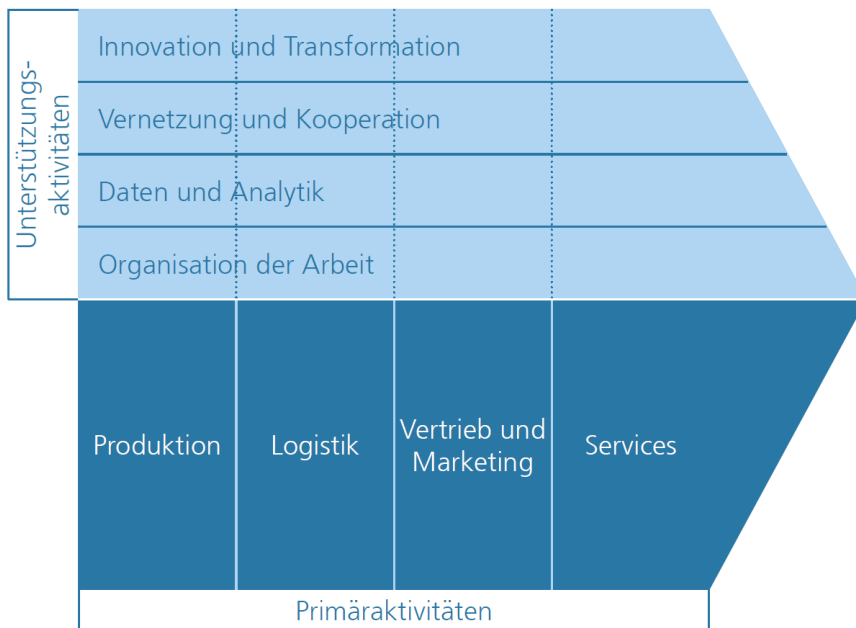 Unterstützungs-
aktivitäten
Innovation und Transformation
Vernetzung und Kooperation
Daten und Analytik
Organisation der Arbeit
Produktion
Logistik
Vertrieb und
Marketing
Services
Primäraktivitäten